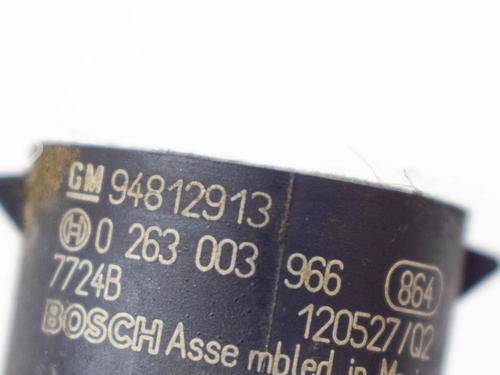 GM 94812913
0 263 003 966 864
7724B 120527/Q2
BOSCH Asse mbled in